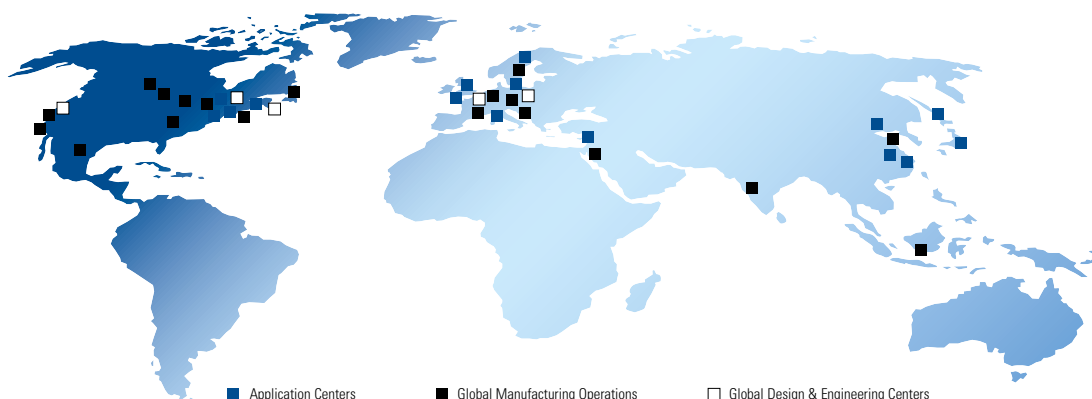 Application Centers
Global Manufacturing Operations
Global Design & Engineering Centers